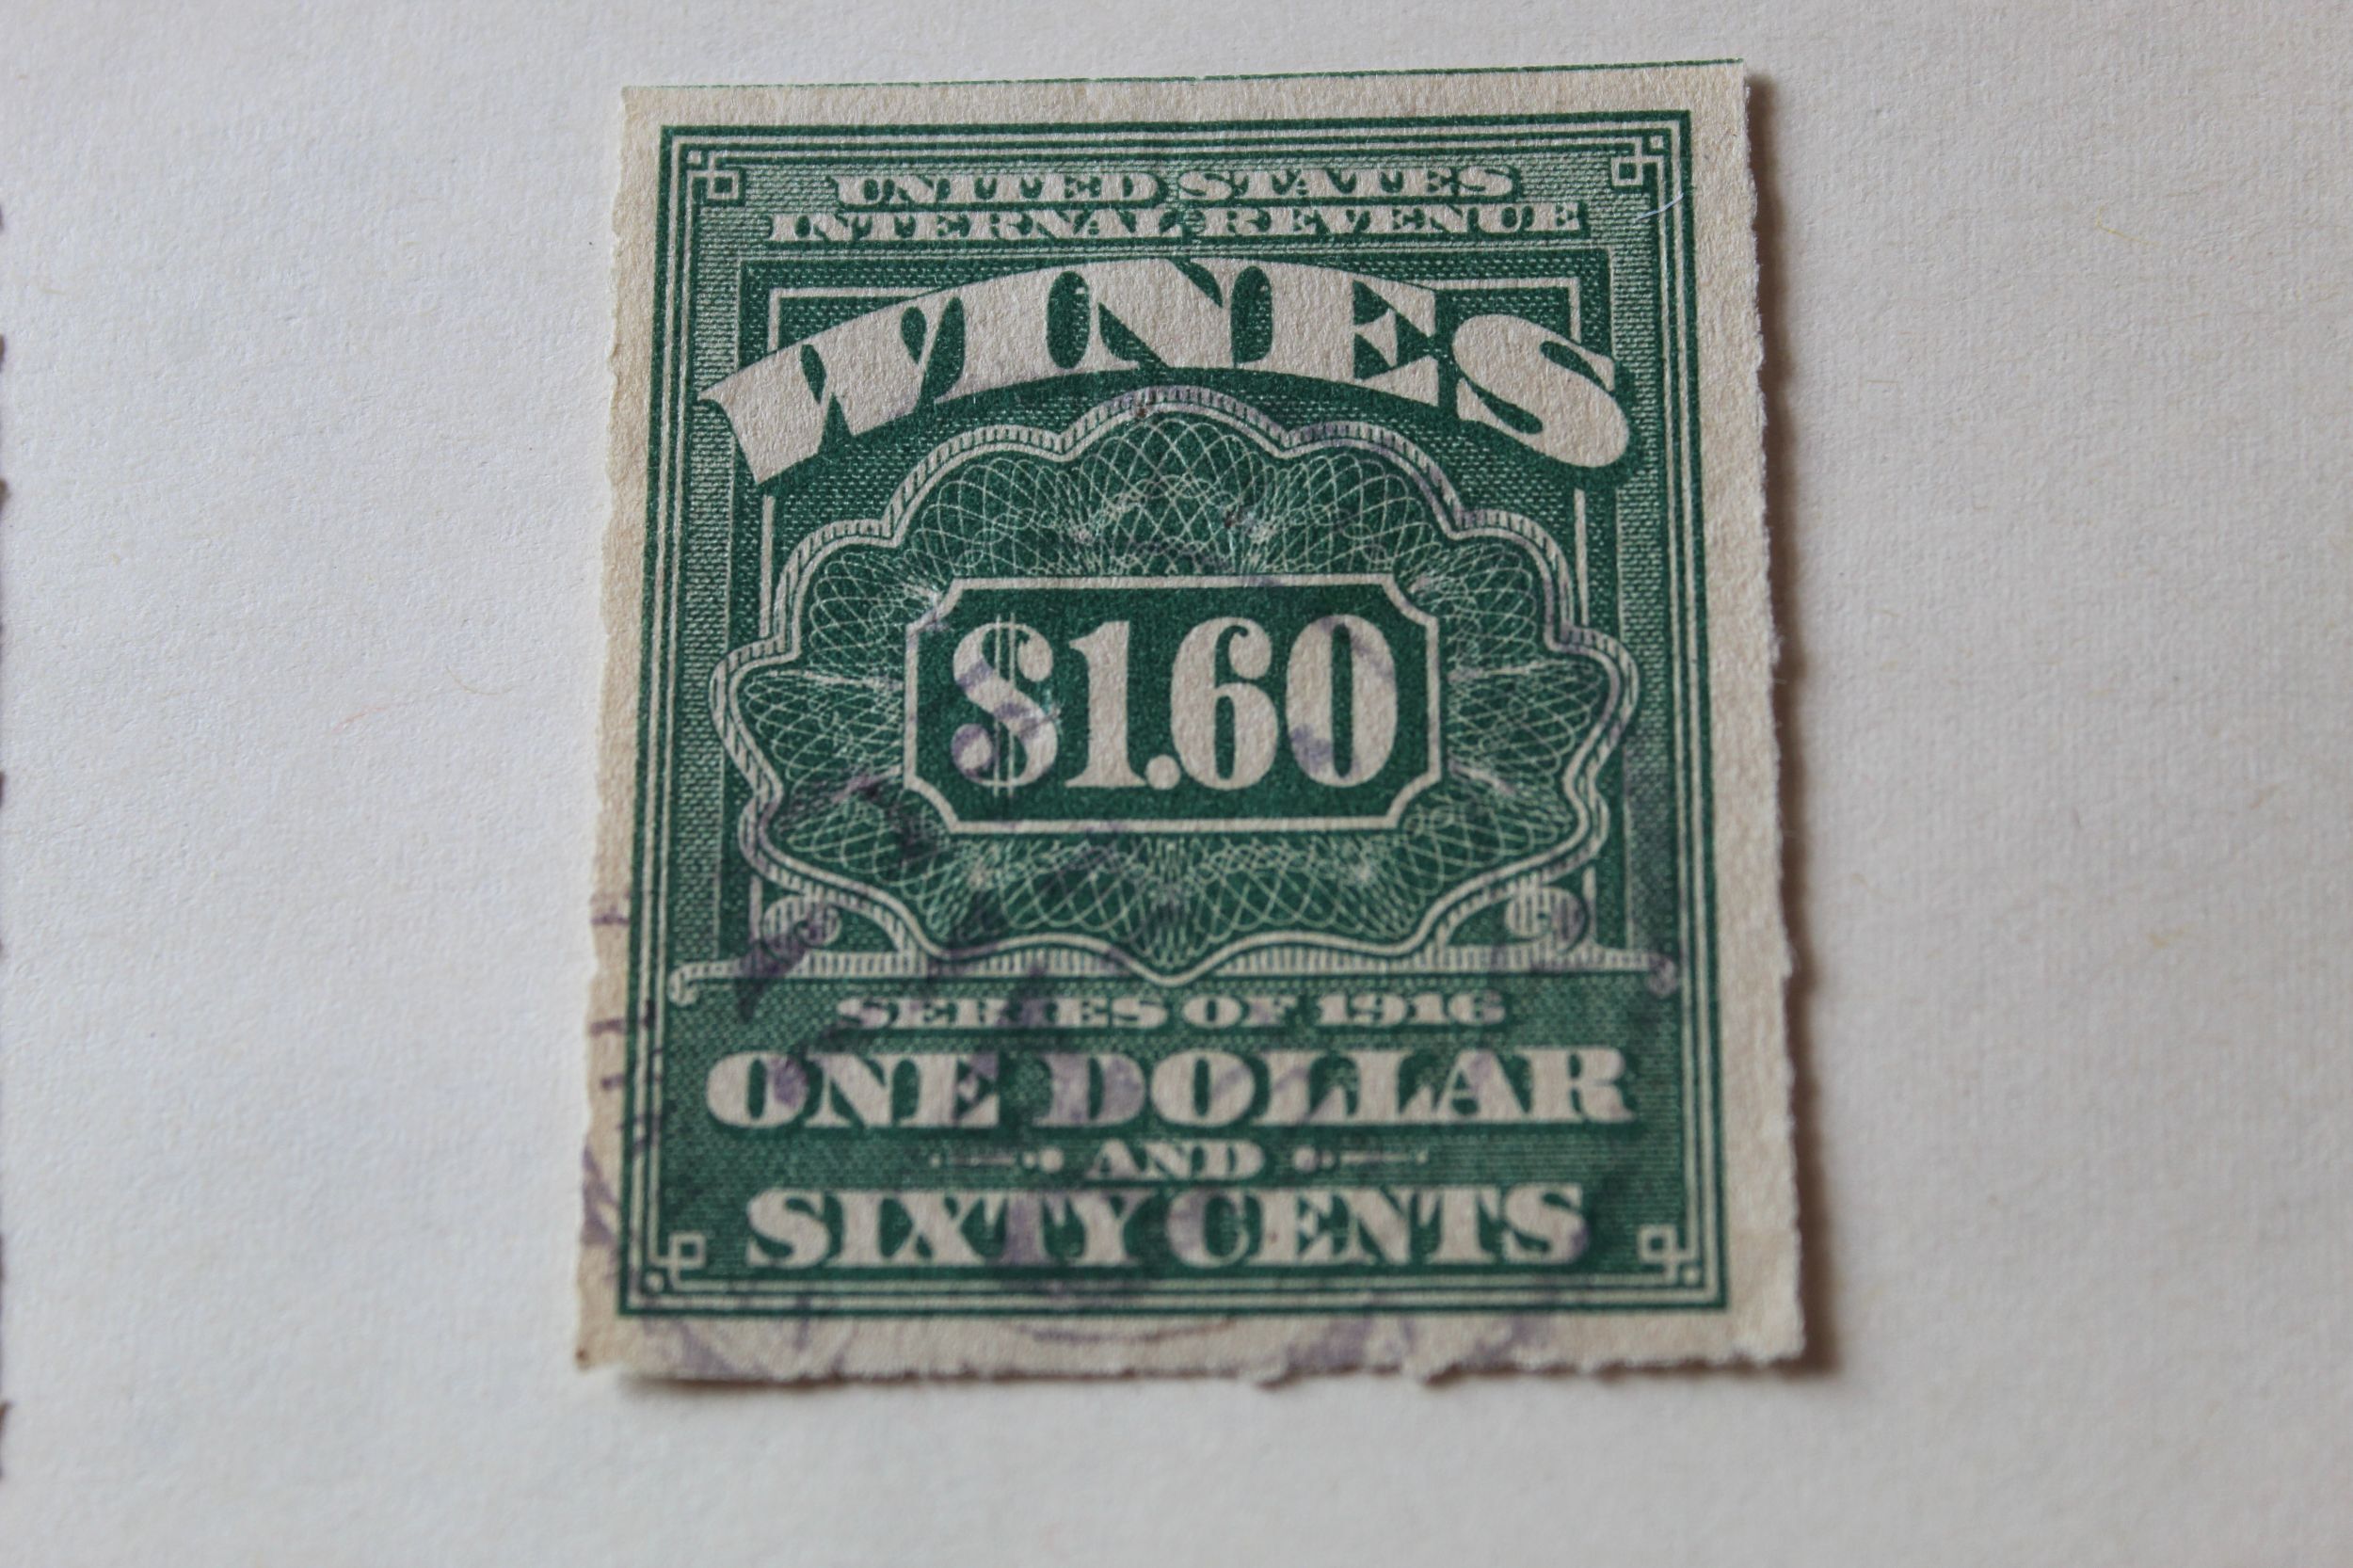 UNITED STATES
INTERNAL REVENUE
WINES
$1.60
SERIES OF 1916
ONE DOLLAR
AND
SIXTY CENTS